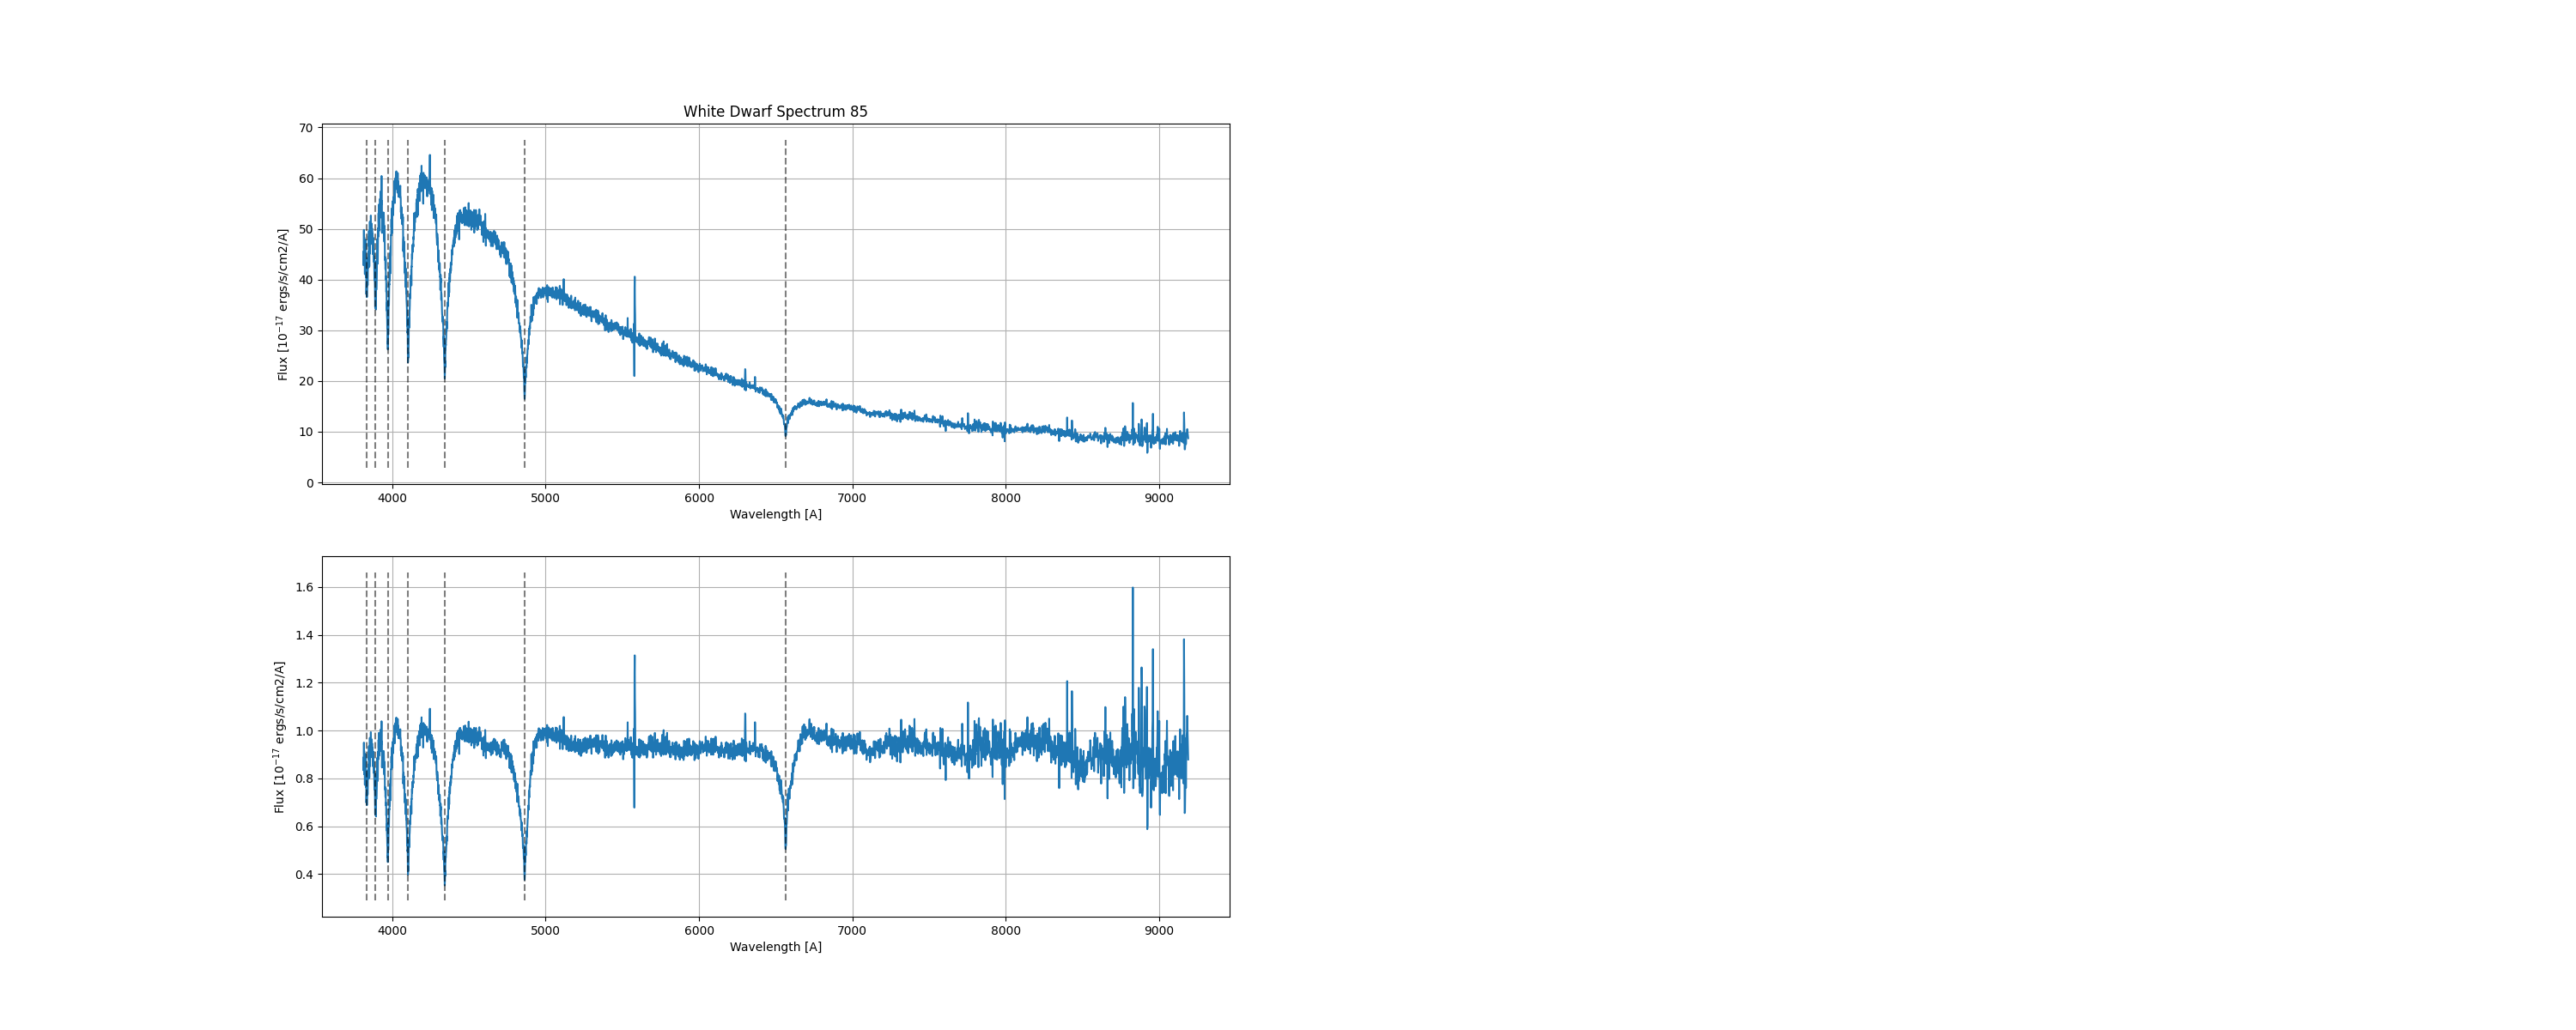 White Dwarf Spectrum 85
Flux [10⁻¹⁷ ergs/s/cm2/A]
70
60
50
40
30
20
10
0
4000 5000 6000 7000 8000 9000
Wavelength [A]
Flux [10⁻¹⁷ ergs/s/cm2/A]
1.6
1.4
1.2
1.0
0.8
0.6
0.4
4000 5000 6000 7000 8000 9000
Wavelength [A]